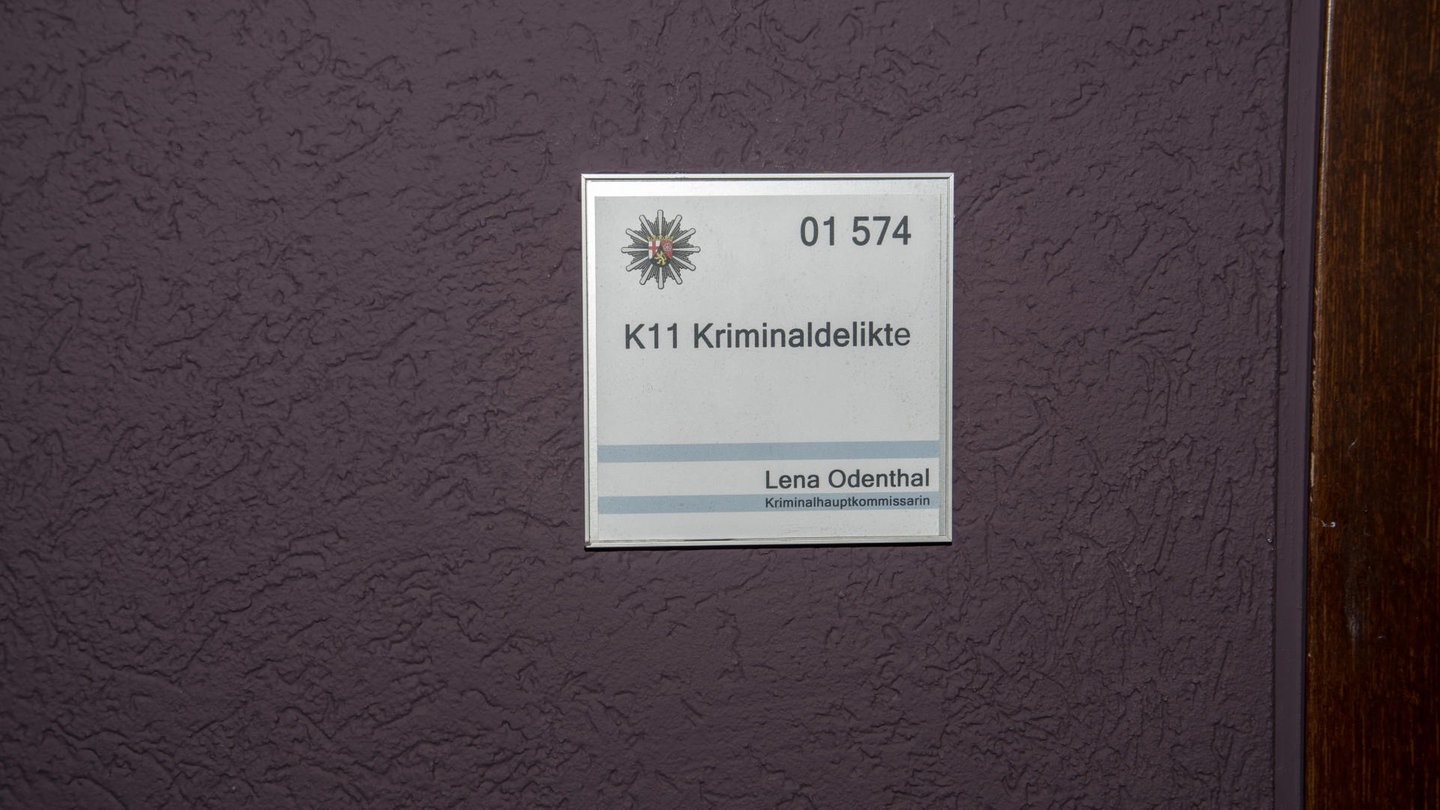 01 574
K11 Kriminaldelikte
Lena Odenthal
Kriminalhauptkommissarin